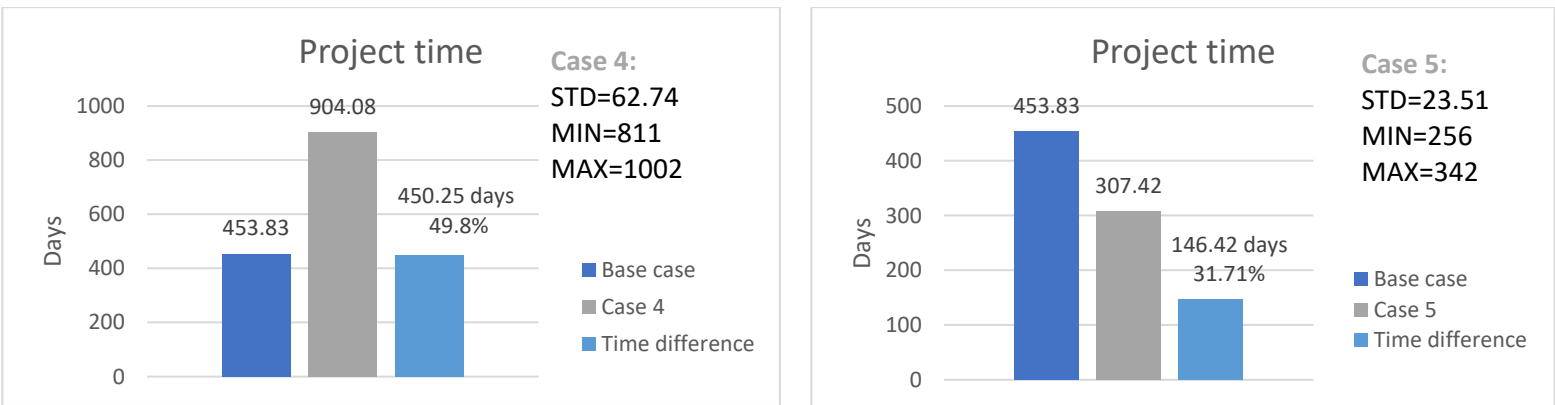 Project time
Case 4:
STD=62.74
MIN=811
MAX=1002
1000
800
600
400
200
0
Days
453.83
904.08
450.25 days
49.8%
Base case
Case 4
Time difference
Project time
Case 5:
STD=23.51
MIN=256
MAX=342
500
400
300
200
100
0
Days
453.83
307.42
146.42 days
31.71%
Base case
Case 5
Time difference